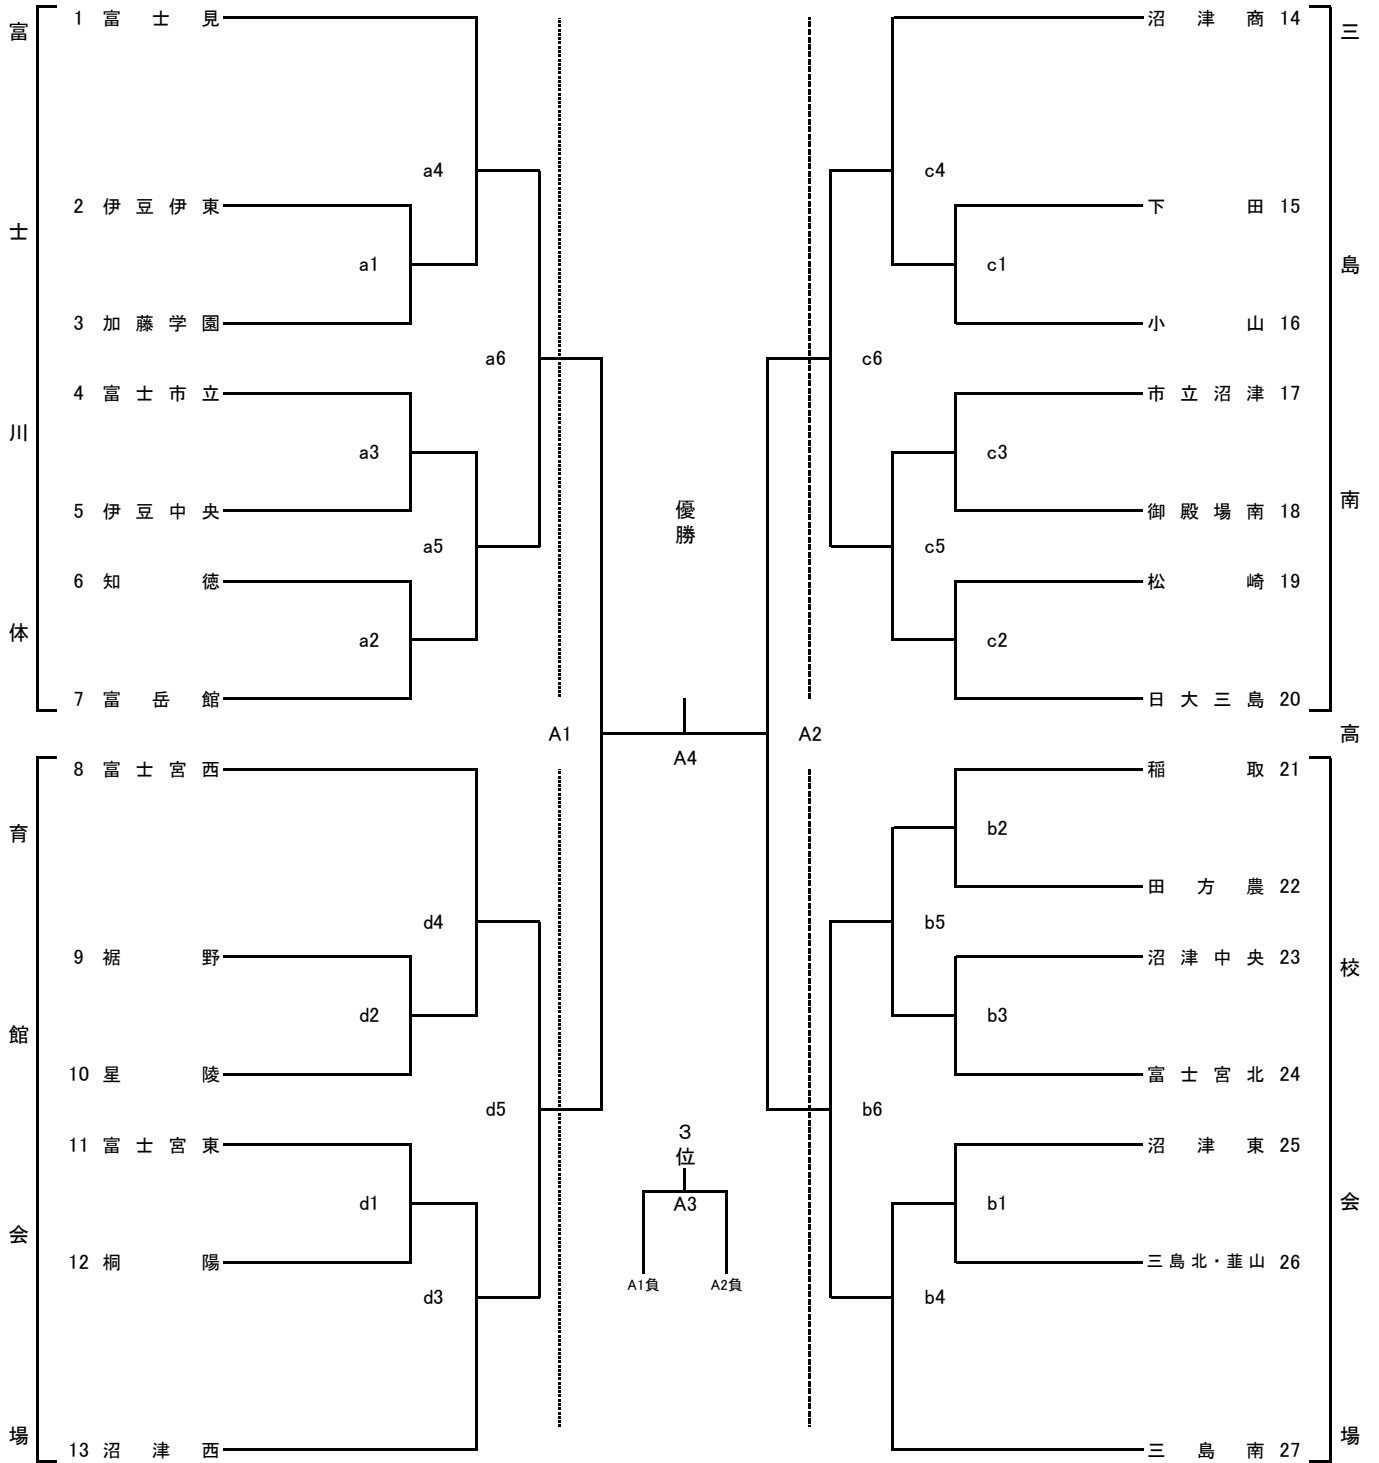 富士川体育館会場
1 富士見
a4
2 伊豆伊東
a1
3 加藤学園
a6
4 富士市立
a3
5 伊豆中央
a5
6 知徳
a2
7 富岳館
A1
8 富士宮西
d4
9 裾野
d2
10 星陵
d5
11 富士宮東
d1
12 桐陽
d3
13 沼津西
優勝
A4
3位
A3
A1負 A2負
沼津商 14
c4
下田 15
c1
小山 16
c6
市立沼津 17
c3
御殿場南 18
c5
松崎 19
c2
日大三島 20
A2
稲取 21
b2
田方農 22
b5
沼津中央 23
b3
富士宮北 24
b6
沼津東 25
b1
三島北・韮山 26
b4
三島南 27
三島南高校会場